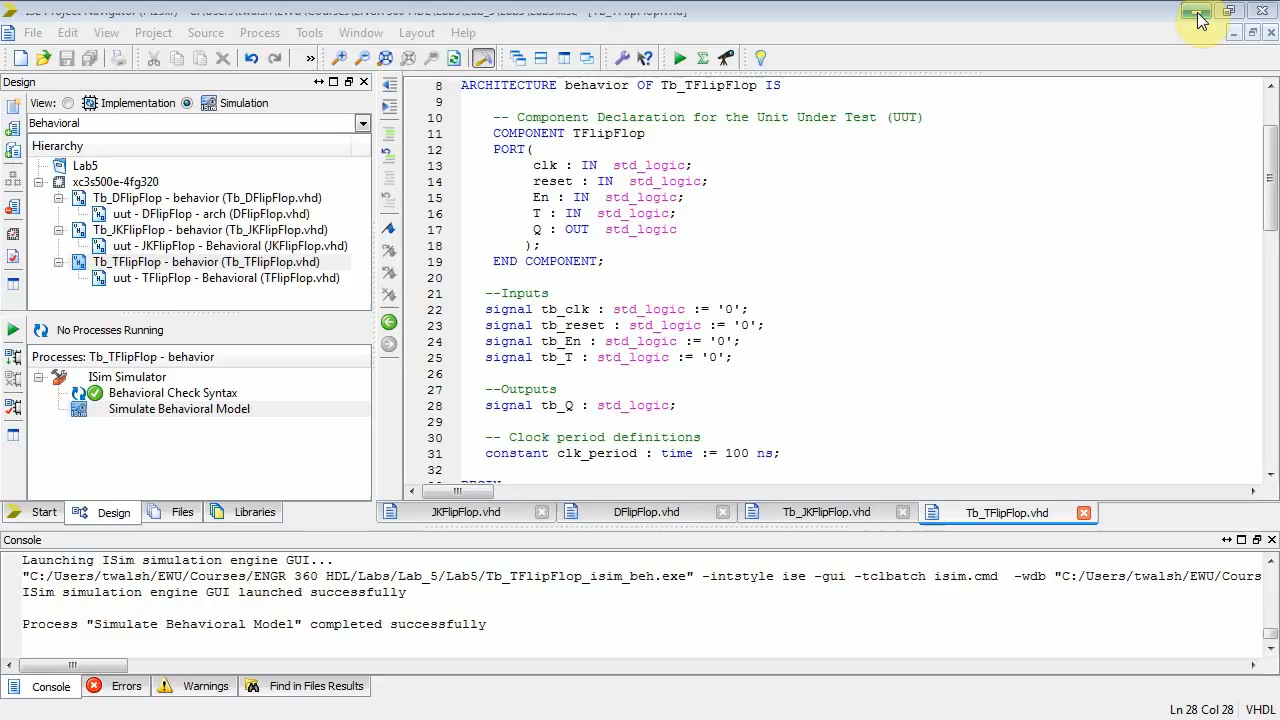 File Edit View Project Source Process Tools Window Layout Help
»
Design
View: Implementation Simulation
Behavioral
Hierarchy
Lab5
xc3s500e-4fg320
Tb_DFlipFlop - behavior (Tb_DFlipFlop.vhd)
uut - DFlipFlop - arch (DFlipFlop.vhd)
Tb_JKFlipFlop - behavior (Tb_JKFlipFlop.vhd)
uut - JKFlipFlop - Behavioral (JKFlipFlop.vhd)
Tb_TFlipFlop - behavior (Tb_TFlipFlop.vhd)
uut - TFlipFlop - Behavioral (TFlipFlop.vhd)
No Processes Running
Processes: Tb_TFlipFlop - behavior
ISim Simulator
Behavioral Check Syntax
Simulate Behavioral Model
Start Design Files Libraries
8 ARCHITECTURE behavior OF Tb_TFlipFlop IS
9
10 -- Component Declaration for the Unit Under Test (UUT)
11 COMPONENT TFlipFlop
12 PORT(
13 clk : IN std_logic;
14 reset : IN std_logic;
15 En : IN std_logic;
16 T : IN std_logic;
17 Q : OUT std_logic
18 );
19 END COMPONENT;
20
21 --Inputs
22 signal tb_clk : std_logic := '0';
23 signal tb_reset : std_logic := '0';
24 signal tb_En : std_logic := '0';
25 signal tb_T : std_logic := '0';
26
27 --Outputs
28 signal tb_Q : std_logic;
29
30 -- Clock period definitions
31 constant clk_period : time := 100 ns;
32
JKFlipFlop.vhd DFlipFlop.vhd Tb_JKFlipFlop.vhd Tb_TFlipFlop.vhd
Console
Launching ISim simulation engine GUI...
"C:/Users/twalsh/EWU/Courses/ENGR 360 HDL/Labs/Lab_5/Lab5/Tb_TFlipFlop_isim_beh.exe" -intstyle ise -gui -tclbatch isim.cmd -wdb "C:/Users/twalsh/EWU/Cours
ISim simulation engine GUI launched successfully
Process "Simulate Behavioral Model" completed successfully
Console Errors Warnings Find in Files Results
Ln 28 Col 28 VHDL